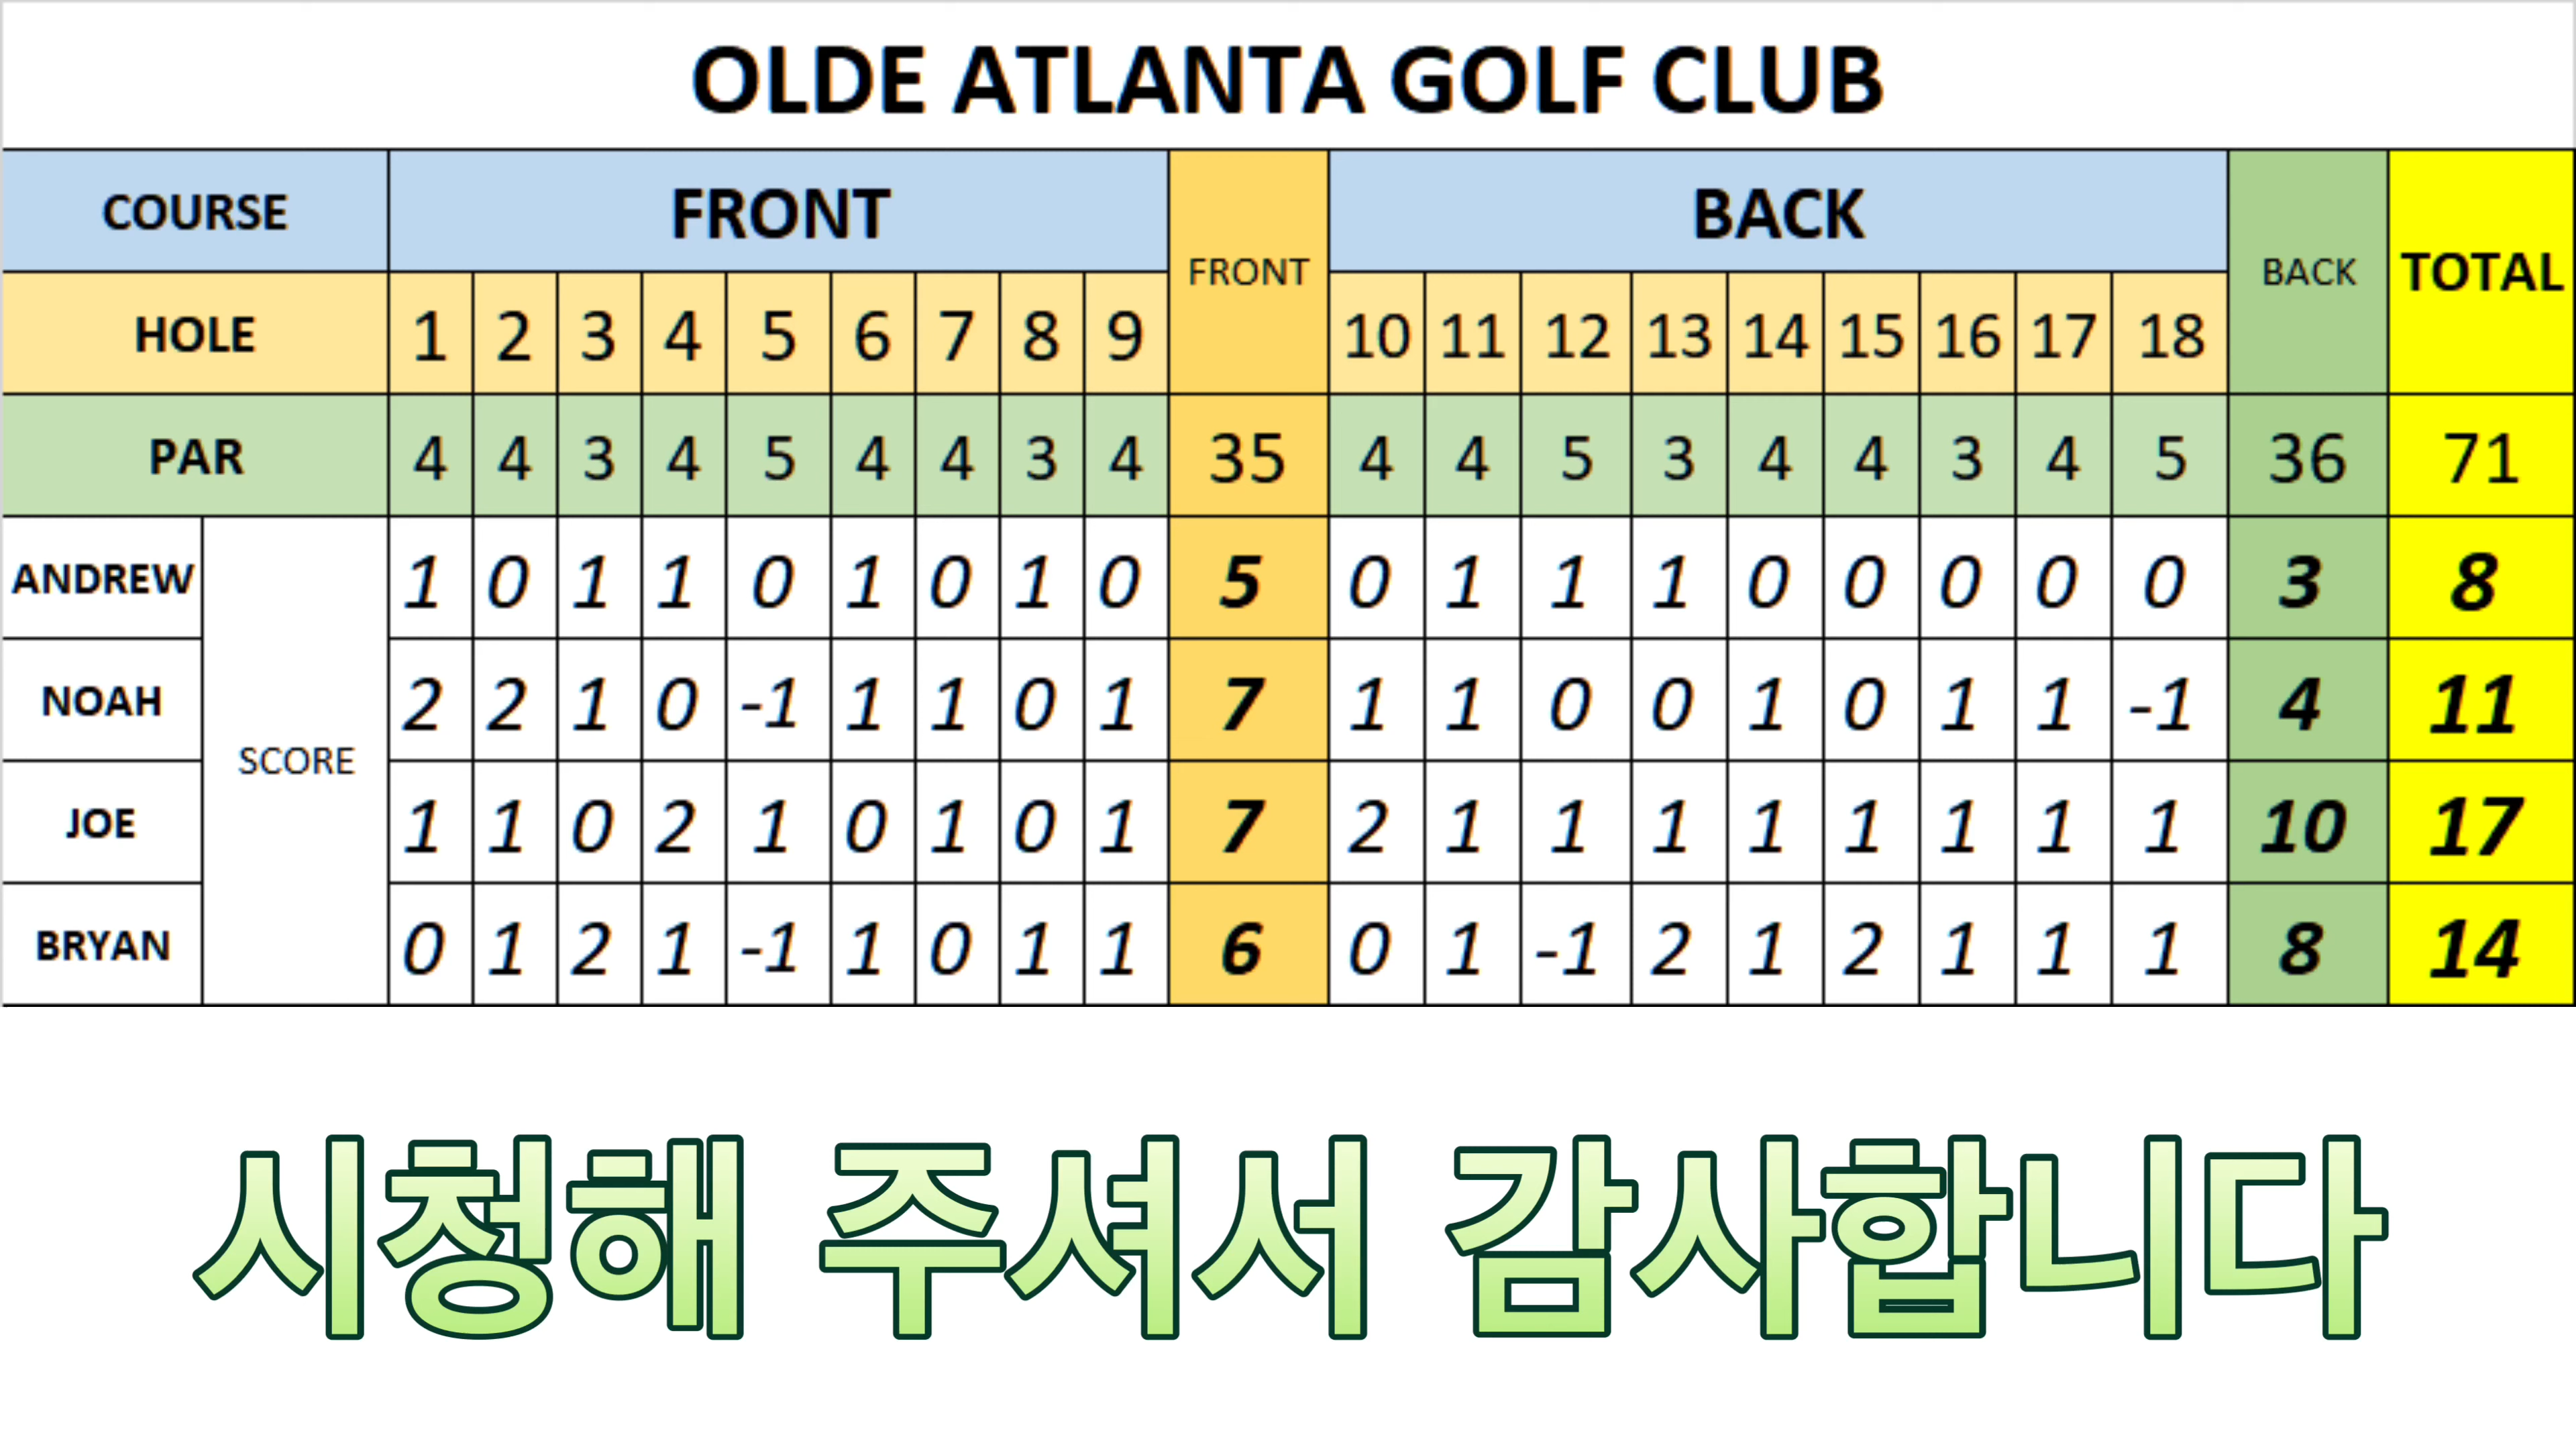 OLDE ATLANTA GOLF CLUB
COURSE FRONT FRONT BACK BACK TOTAL
HOLE 1 2 3 4 5 6 7 8 9 10 11 12 13 14 15 16 17 18
PAR 4 4 3 4 5 4 4 3 4 35 4 4 5 3 4 4 3 4 5 36 71
ANDREW 1 0 1 1 0 1 0 1 0 5 0 1 1 1 0 0 0 0 0 3 8
NOAH 2 2 1 0 -1 1 1 0 1 7 1 1 0 0 1 0 1 1 -1 4 11
SCORE
JOE 1 1 0 2 1 0 1 0 1 7 2 1 1 1 1 1 1 1 1 10 17
BRYAN 0 1 2 1 -1 1 0 1 1 6 0 1 -1 2 1 2 1 1 1 8 14
시청해 주셔서 감사합니다